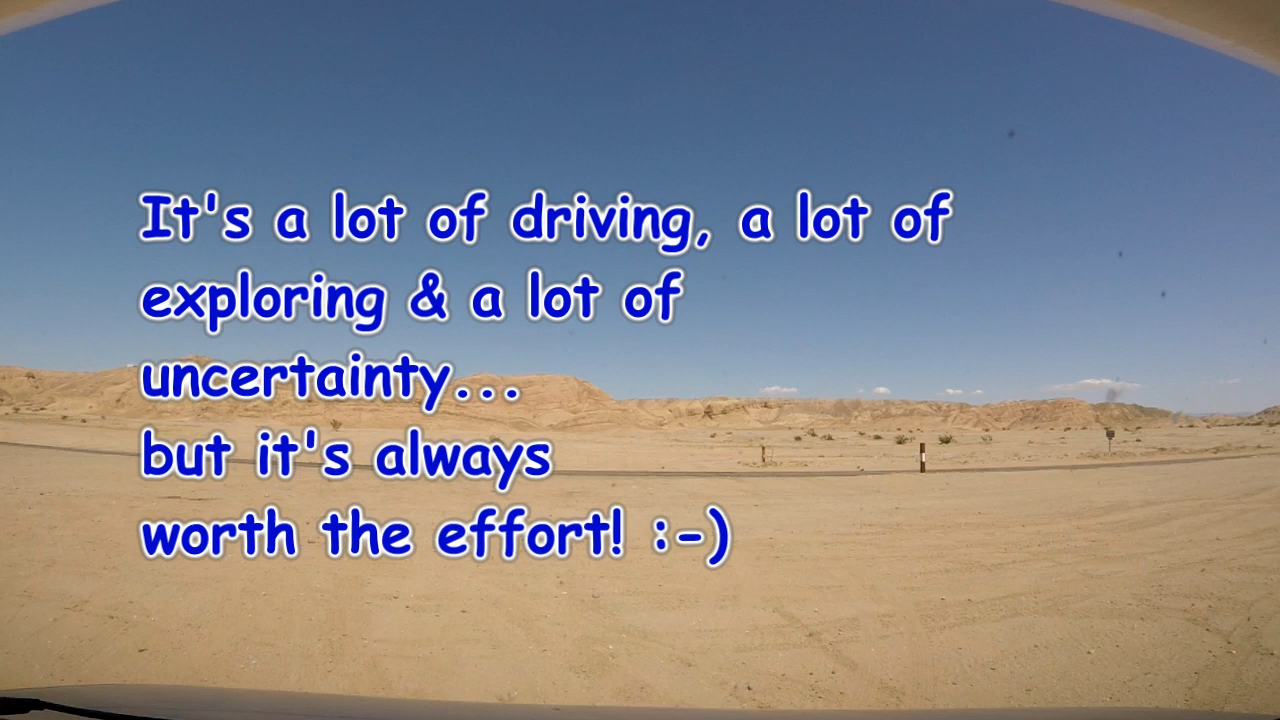 It's a lot of driving, a lot of
exploring & a lot of
uncertainty...
but it's always
worth the effort! :-)